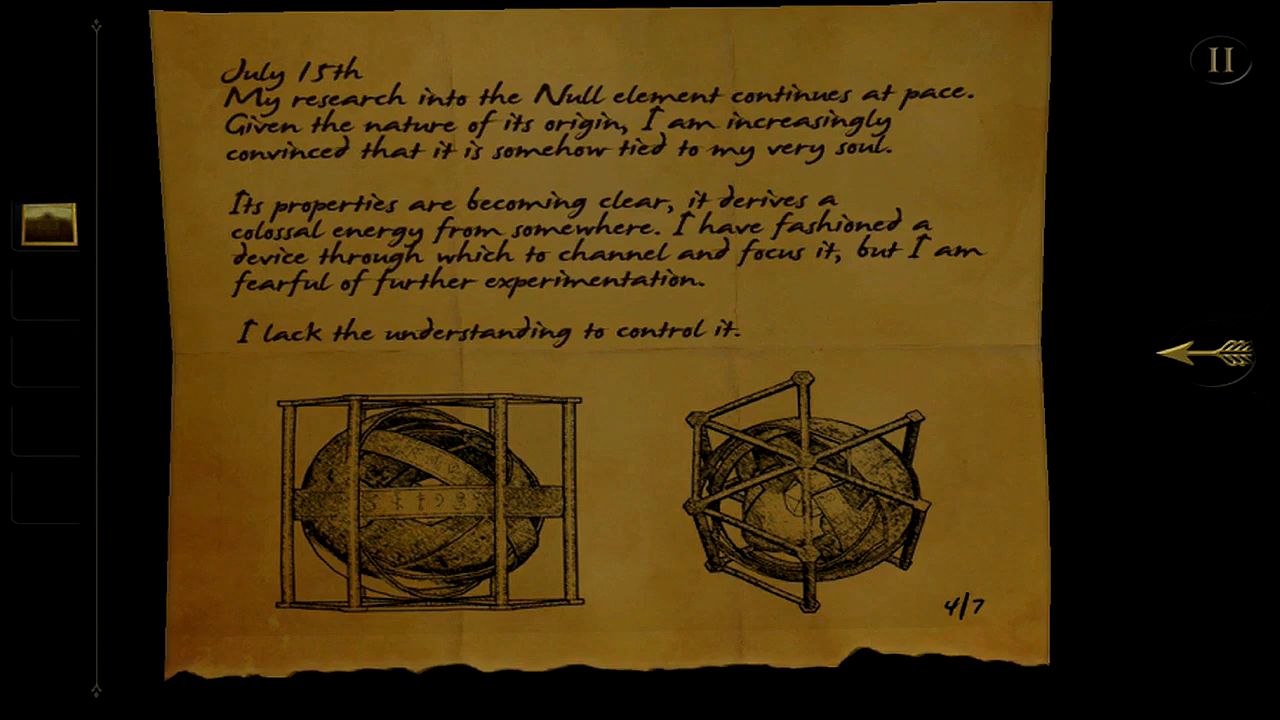 July 15th
My research into the Null element continues at pace.
Given the nature of its origin, I am increasingly
convinced that it is somehow tied to my very soul.
Its properties are becoming clear, it derives a
colossal energy from somewhere. I have fashioned a
device through which to channel and focus it, but I am
fearful of further experimentation.
I lack the understanding to control it.
4/7